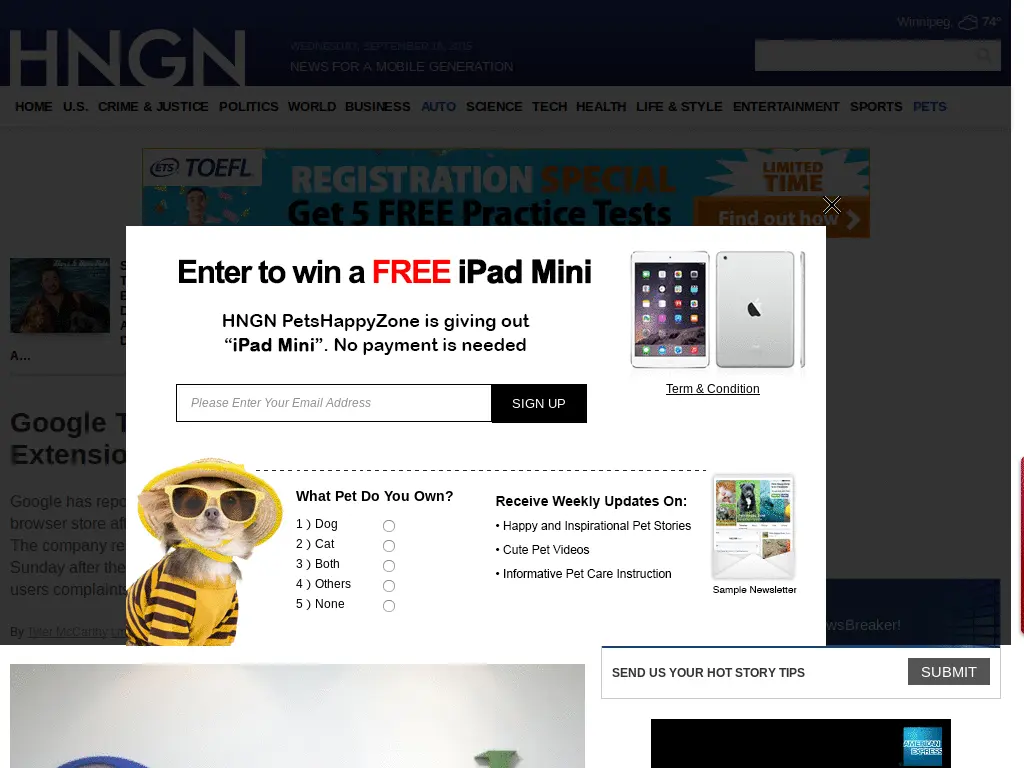 Winnipeg, 74°
HNGN
WEDNESDAY, SEPTEMBER 16, 2015
NEWS FOR A MOBILE GENERATION
HOME U.S. CRIME & JUSTICE POLITICS WORLD BUSINESS AUTO SCIENCE TECH HEALTH LIFE & STYLE ENTERTAINMENT SPORTS PETS
ETS TOEFL
REGISTRATION SPECIAL
Get 5 FREE Practice Tests
LIMITED
TIME
Find out how
Enter to win a FREE iPad Mini
HNGN PetsHappyZone is giving out
“iPad Mini”. No payment is needed
Term & Condition
Please Enter Your Email Address
SIGN UP
A...
Google
Extensio
Google has repo
browser store aft
The company re
Sunday after the
users complaints
By Tyler McCarthy
What Pet Do You Own?
1 ) Dog
2 ) Cat
3 ) Both
4 ) Others
5 ) None
Receive Weekly Updates On:
• Happy and Inspirational Pet Stories
• Cute Pet Videos
• Informative Pet Care Instruction
Sample Newsletter
wsBreaker!
SEND US YOUR HOT STORY TIPS
SUBMIT
AMERICAN
EXPRESS